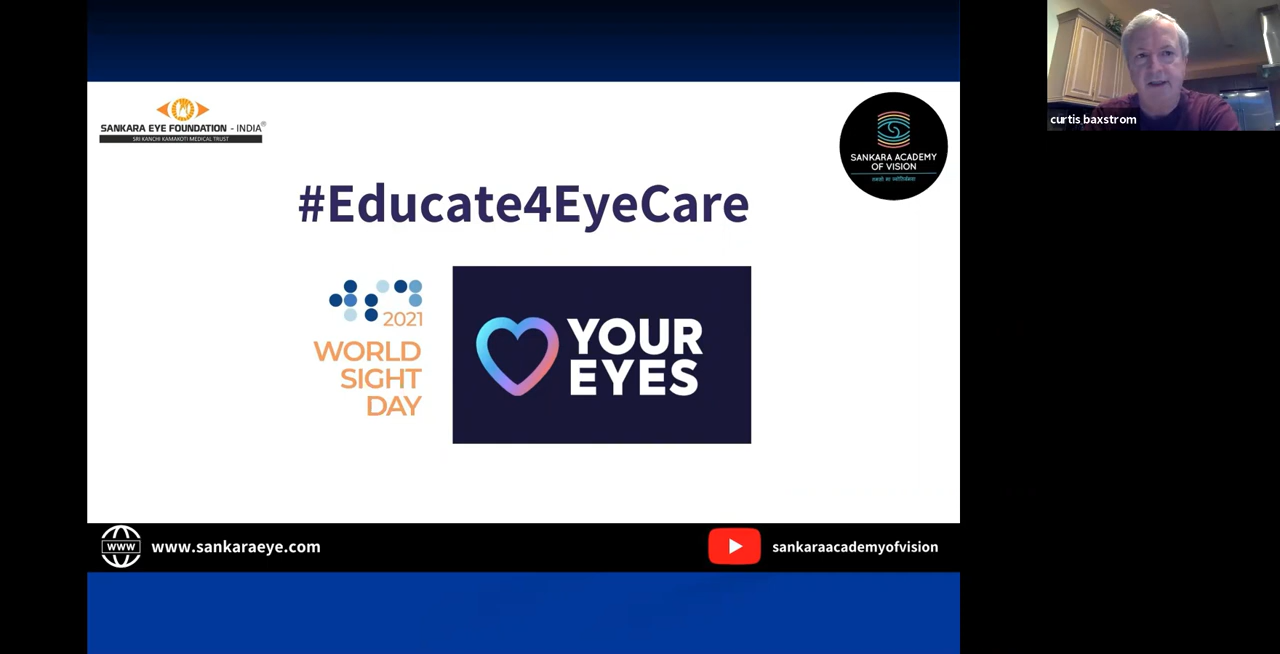 SANKARA EYE FOUNDATION - INDIA®
SRI KANCHI KAMAKOTI MEDICAL TRUST
SANKARA ACADEMY
OF VISION
#Educate4EyeCare
2021
WORLD
SIGHT
DAY
YOUR
EYES
www
www.sankaraeye.com
sankaraacademyofvision
curtis baxstrom